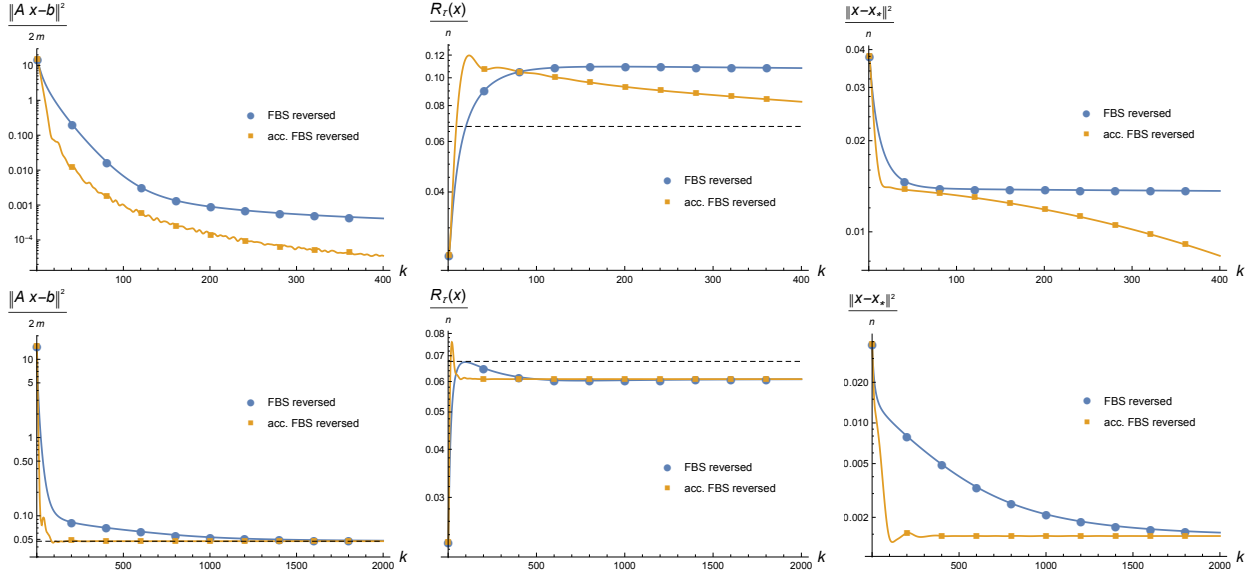 ‖A x-b‖²
2 m
10
1
0.100
0.010
0.001
10⁻⁴
FBS reversed
acc. FBS reversed
100
200
300
400
k
R_τ(x)
n
0.12
0.10
0.08
0.06
0.04
FBS reversed
acc. FBS reversed
0
100
200
300
400
k
‖x-x_*‖²
n
0.04
0.03
0.02
0.01
FBS reversed
acc. FBS reversed
0
100
200
300
400
k
‖A x-b‖²
2 m
10
5
1
0.50
0.10
0.05
FBS reversed
acc. FBS reversed
500
1000
1500
2000
k
R_τ(x)
n
0.08
0.07
0.06
0.05
0.03
FBS reversed
acc. FBS reversed
0
500
1000
1500
2000
k
‖x-x_*‖²
n
0.020
0.010
0.005
0.002
FBS reversed
acc. FBS reversed
0
500
1000
1500
2000
k